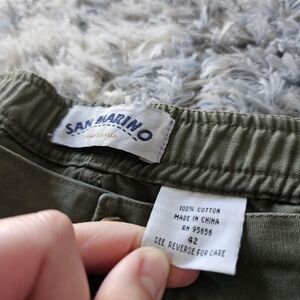 SAN MARINO
100% COTTON
MADE IN CHINA
RN 95656
42
SEE REVERSE FOR CARE